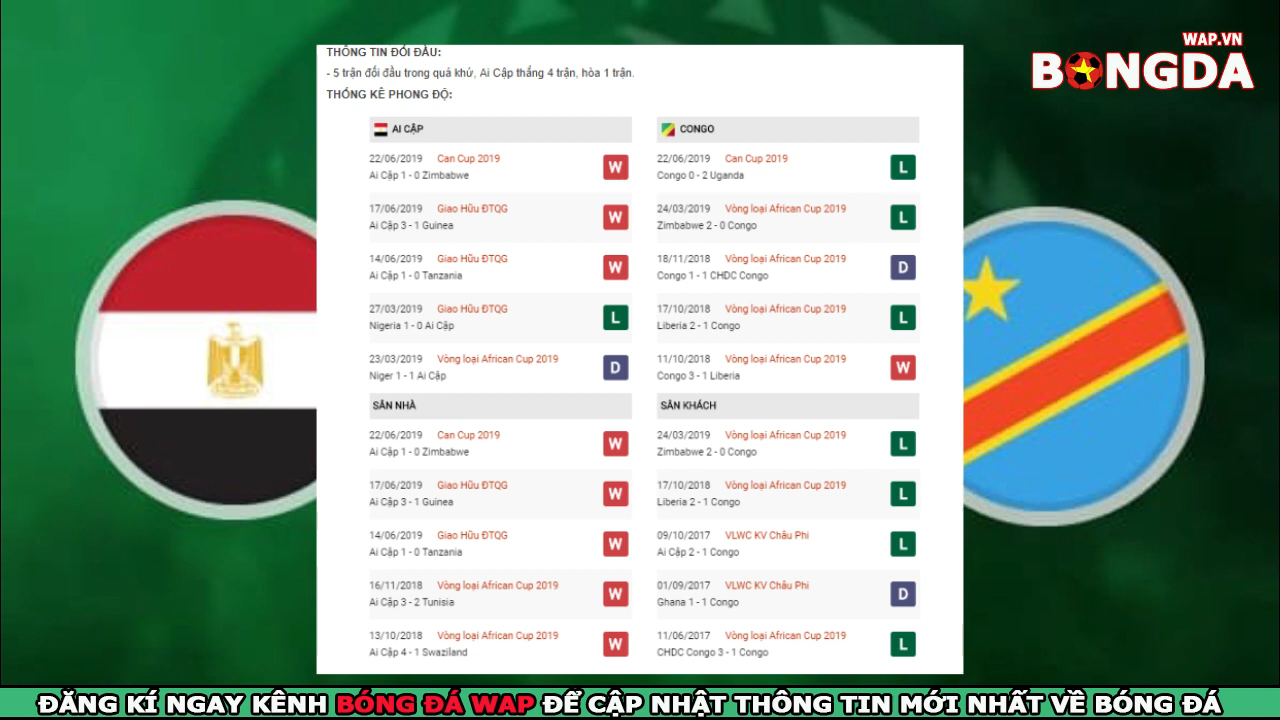 WAP.VN
BONGDA
THÔNG TIN ĐỐI ĐẦU:
- 5 trận đối đầu trong quá khứ, Ai Cập thắng 4 trận, hòa 1 trận.
THỐNG KÊ PHONG ĐỘ:
AI CẬP
22/06/2019 Can Cup 2019
Ai Cập 1 - 0 Zimbabwe W
17/06/2019 Giao Hữu ĐTQG
Ai Cập 3 - 1 Guinea W
14/06/2019 Giao Hữu ĐTQG
Ai Cập 1 - 0 Tanzania W
27/03/2019 Giao Hữu ĐTQG
Nigeria 1 - 0 Ai Cập L
23/03/2019 Vòng loại African Cup 2019
Niger 1 - 1 Ai Cập D
SÂN NHÀ
22/06/2019 Can Cup 2019
Ai Cập 1 - 0 Zimbabwe W
17/06/2019 Giao Hữu ĐTQG
Ai Cập 3 - 1 Guinea W
14/06/2019 Giao Hữu ĐTQG
Ai Cập 1 - 0 Tanzania W
16/11/2018 Vòng loại African Cup 2019
Ai Cập 3 - 2 Tunisia W
13/10/2018 Vòng loại African Cup 2019
Ai Cập 4 - 1 Swaziland W
CONGO
22/06/2019 Can Cup 2019
Congo 0 - 2 Uganda L
24/03/2019 Vòng loại African Cup 2019
Zimbabwe 2 - 0 Congo L
18/11/2018 Vòng loại African Cup 2019
Congo 1 - 1 CHDC Congo D
17/10/2018 Vòng loại African Cup 2019
Liberia 2 - 1 Congo L
11/10/2018 Vòng loại African Cup 2019
Congo 3 - 1 Liberia W
SÂN KHÁCH
24/03/2019 Vòng loại African Cup 2019
Zimbabwe 2 - 0 Congo L
17/10/2018 Vòng loại African Cup 2019
Liberia 2 - 1 Congo L
09/10/2017 VLWC KV Châu Phi
Ai Cập 2 - 1 Congo L
01/09/2017 VLWC KV Châu Phi
Ghana 1 - 1 Congo D
11/06/2017 Vòng loại African Cup 2019
CHDC Congo 3 - 1 Congo L
ĐĂNG KÍ NGAY KÊNH BÓNG ĐÁ WAP ĐỂ CẬP NHẬT THÔNG TIN MỚI NHẤT VỀ BÓNG ĐÁ